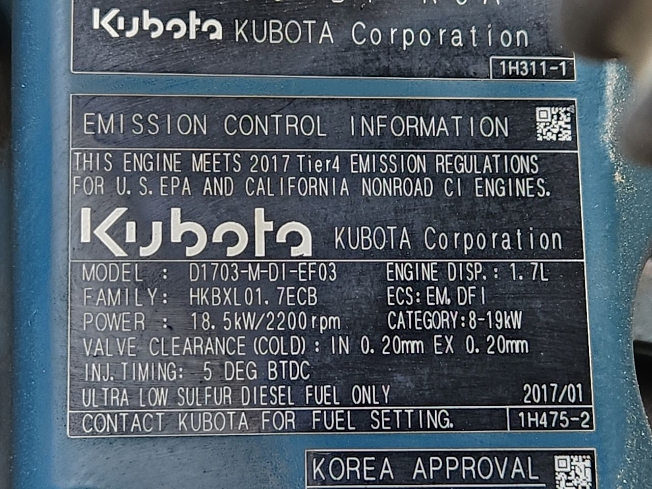 Kubota KUBOTA Corporation
1H311-1
EMISSION CONTROL INFORMATION
THIS ENGINE MEETS 2017 Tier4 EMISSION REGULATIONS
FOR U.S.EPA AND CALIFORNIA NONROAD CI ENGINES.
Kubota KUBOTA Corporation
MODEL : D1703-M-DI-EF03 ENGINE DISP.: 1.7L
FAMILY: HKBXL01.7ECB ECS: EM,DFI
POWER : 18.5kW/2200rpm CATEGORY:8-19kW
VALVE CLEARANCE(COLD): IN 0.20mm EX 0.20mm
INJ.TIMING: 5 DEG BTDC
ULTRA LOW SULFUR DIESEL FUEL ONLY 2017/01
CONTACT KUBOTA FOR FUEL SETTING. 1H475-2
KOREA APPROVAL